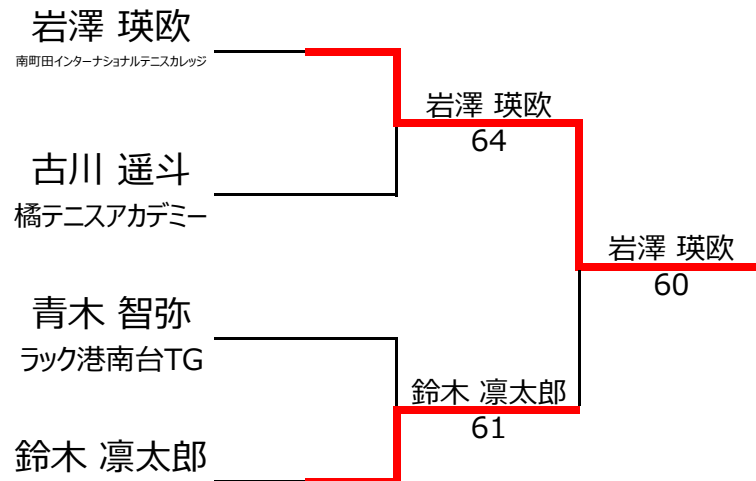 岩澤 瑛欧
南町田インターナショナルテニスカレッジ
岩澤 瑛欧
64
古川 遥斗
橘テニスアカデミー
岩澤 瑛欧
60
青木 智弥
ラック港南台TG
鈴木 凛太郎
61
鈴木 凛太郎